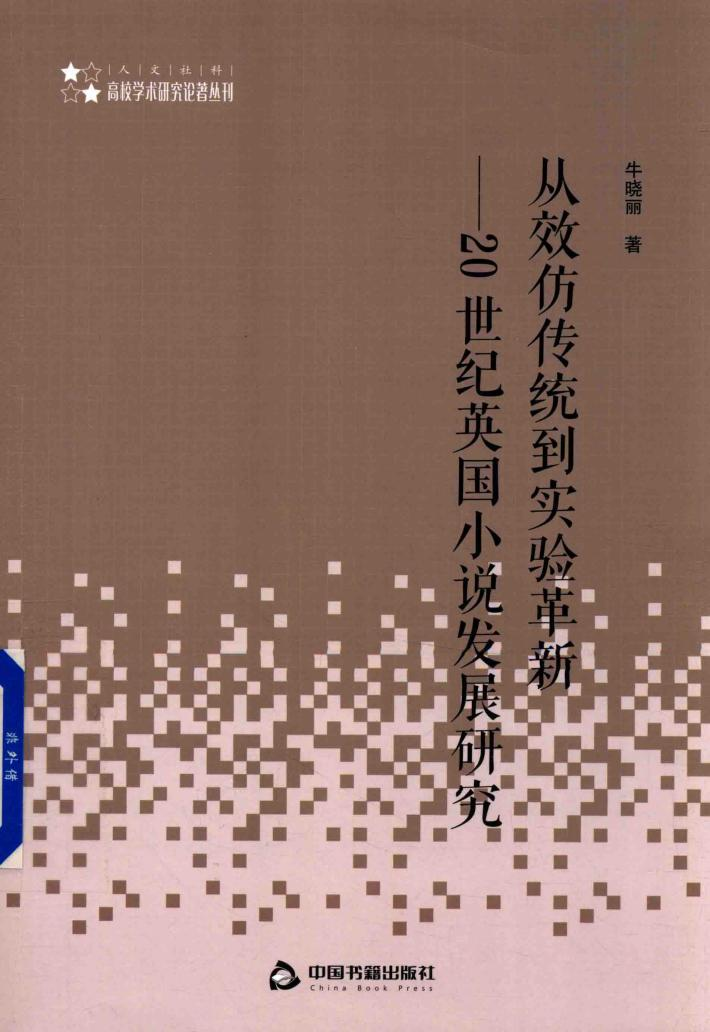 人 文 社 科
高校学术研究论著丛刊
牛晓丽 著
从效仿传统到实验革新
——20世纪英国小说发展研究
中国书籍出版社
China Book Press
外借